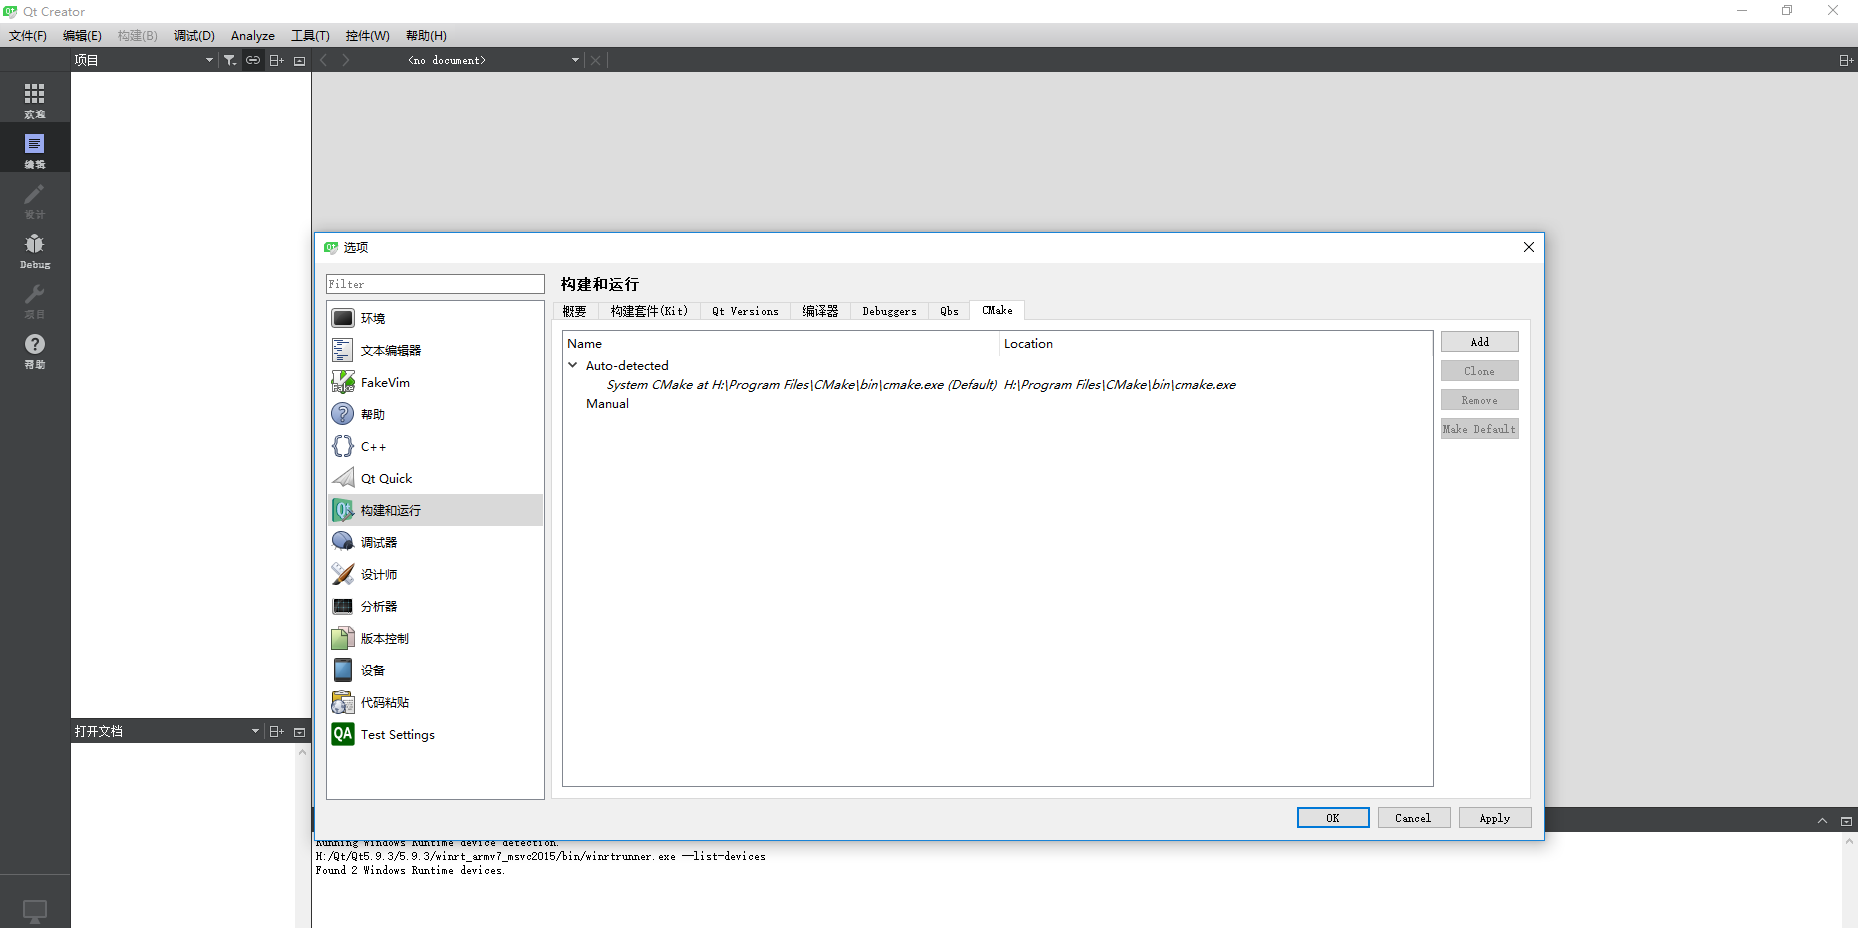 Qt Creator
文件(F) 编辑(E) 构建(B) 调试(D) Analyze 工具(T) 控件(W) 帮助(H)
项目 <no document>
欢迎
编辑
设计
Debug
项目
帮助
选项
Filter
环境
文本编辑器
FakeVim
帮助
C++
Qt Quick
构建和运行
调试器
设计师
分析器
版本控制
设备
代码粘贴
QA Test Settings
构建和运行
概要 构建套件(Kit) Qt Versions 编译器 Debuggers Qbs CMake
Name Location
Auto-detected
System CMake at H:\Program Files\CMake\bin\cmake.exe (Default) H:\Program Files\CMake\bin\cmake.exe
Manual
Add
Clone
Remove
Make Default
OK Cancel Apply
打开文档
Running Windows Runtime device detection.
H:/Qt/Qt5.9.3/5.9.3/winrt_armv7_msvc2015/bin/winrtrunner.exe --list-devices
Found 2 Windows Runtime devices.